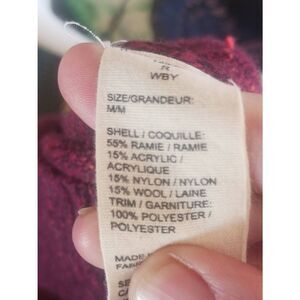 WBY
SIZE/GRANDEUR:
M/M
SHELL / COQUILLE:
55% RAMIE / RAMIE
15% ACRYLIC /
ACRYLIQUE
15% NYLON / NYLON
15% WOOL / LAINE
TRIM / GARNITURE:
100% POLYESTER /
POLYESTER
MADE